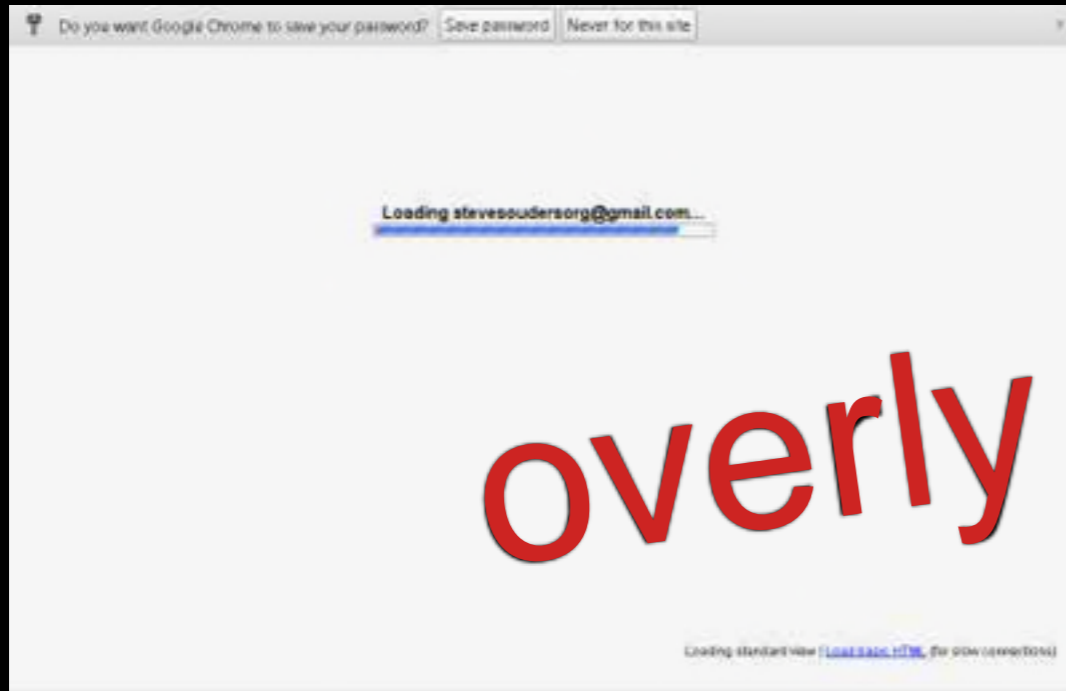 Do you want Google Chrome to save your password? Save password Never for this site
Loading stevesoudersorg@gmail.com...
overly
Loading standard view | Load basic HTML (for slow connections)